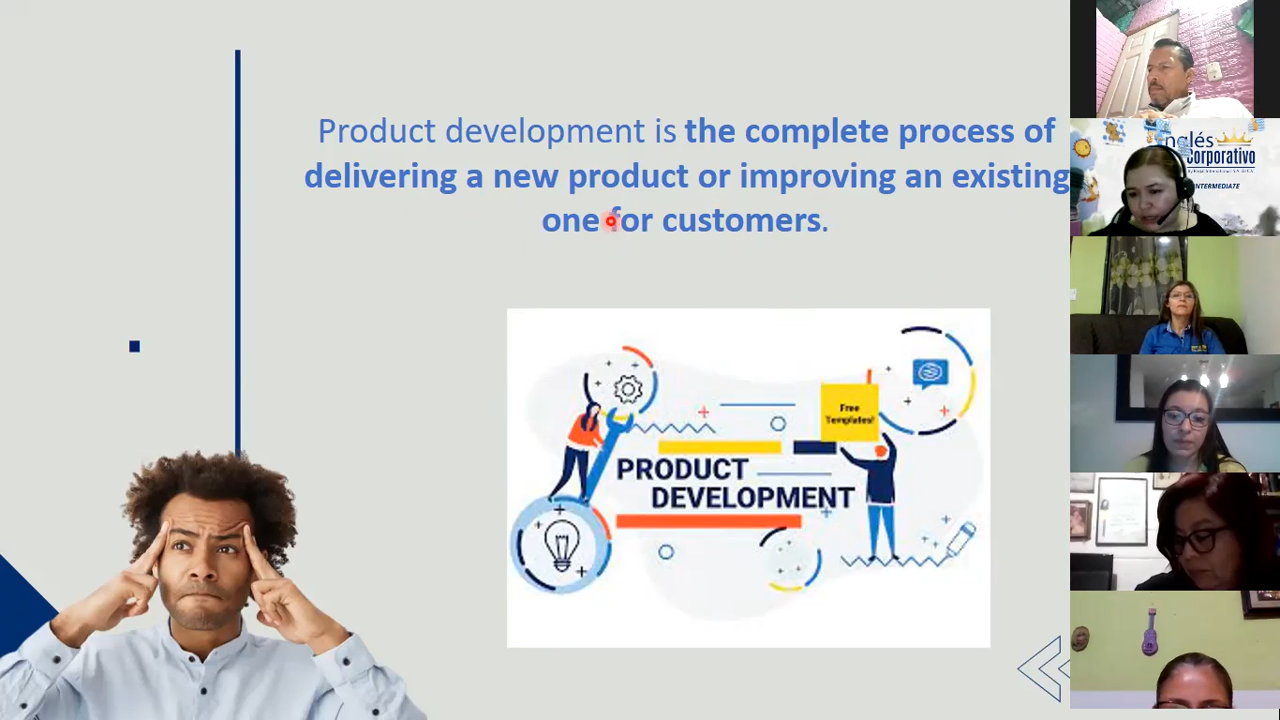 Product development is the complete process of
delivering a new product or improving an existing
one for customers.
Free
Templates!
PRODUCT
DEVELOPMENT
nglés
Corporativo
INTERMEDIATE